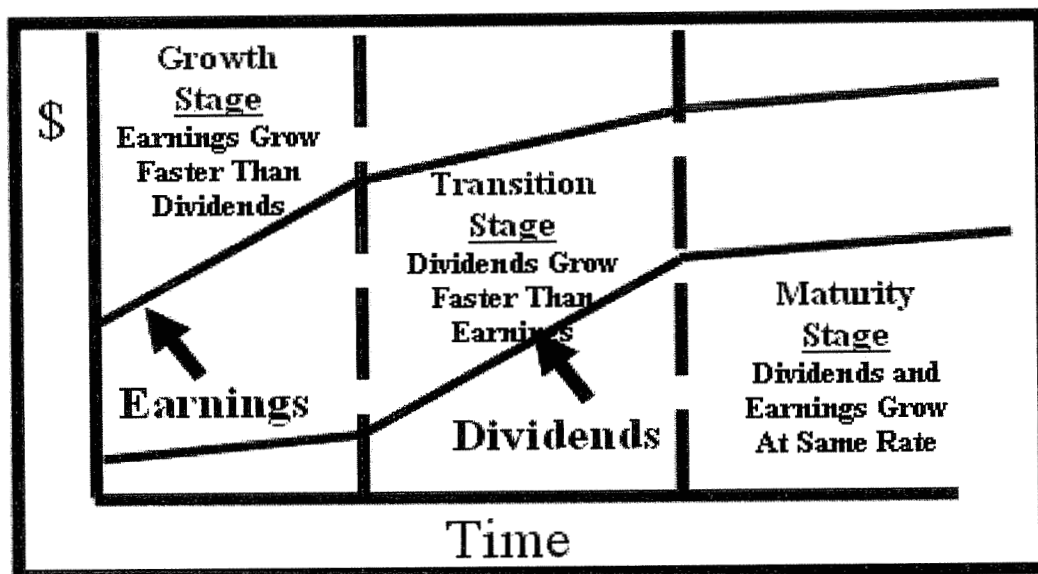 $
Growth
Stage
Earnings Grow
Faster Than
Dividends
Earnings
Transition
Stage
Dividends Grow
Faster Than
Earnings
Dividends
Maturity
Stage
Dividends and
Earnings Grow
At Same Rate
Time